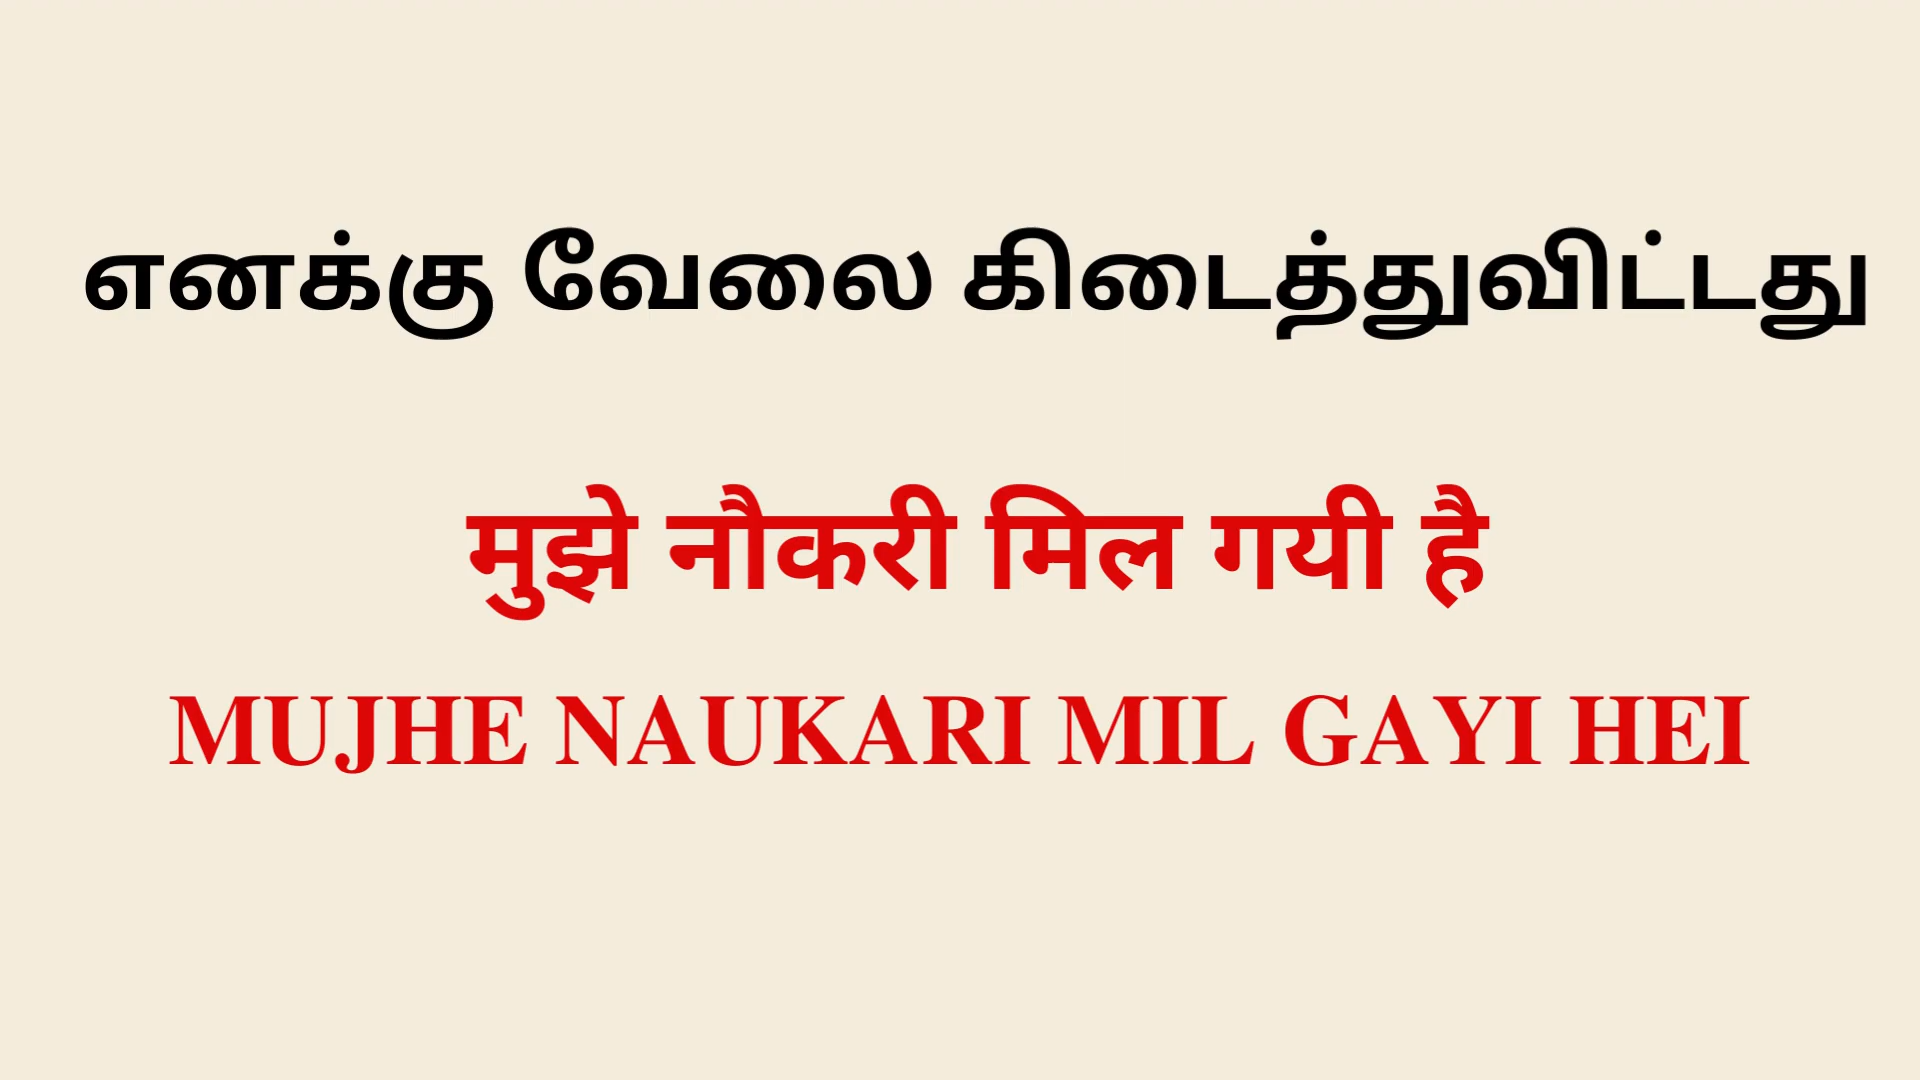 எனக்கு வேலை கிடைத்துவிட்டது
मुझे नौकरी मिल गयी है
MUJHE NAUKARI MIL GAYI HEI